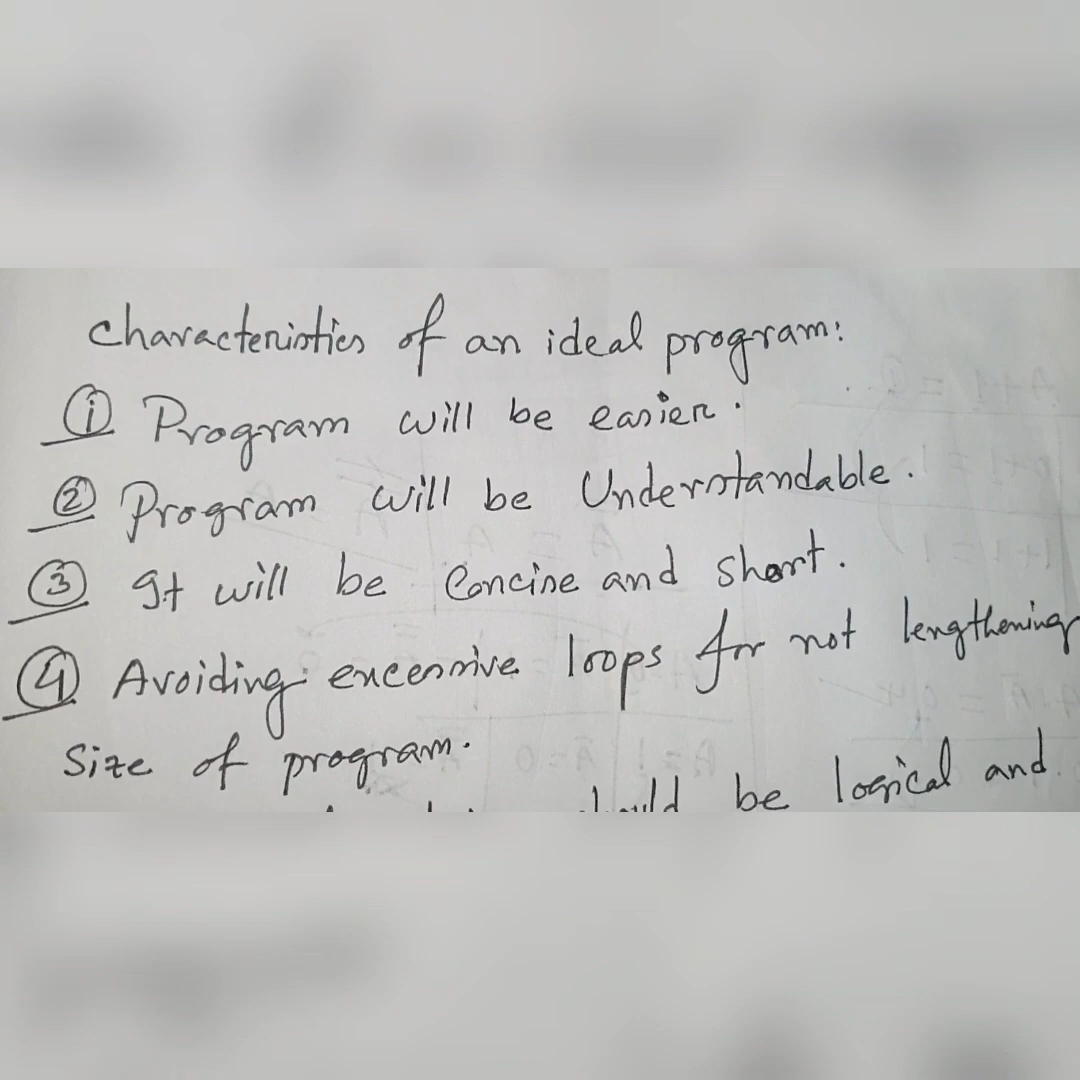 Characteristics of an ideal program:
① Program will be easier.
② Program will be Understandable.
③ It will be Concise and short.
④ Avoiding excessive loops for not lengthening
Size of program.
be logical and